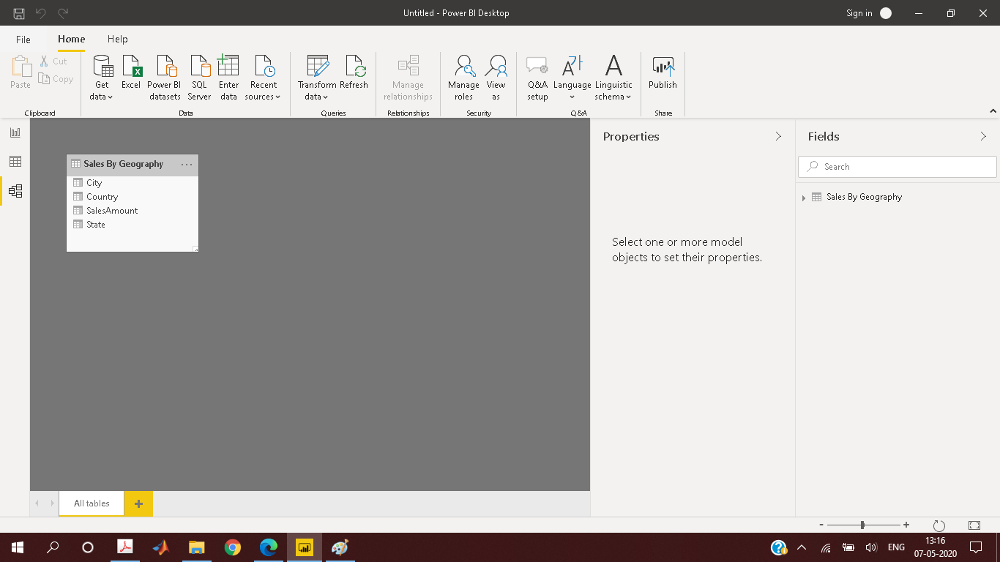 Untitled - Power BI Desktop
Sign in
File
Home
Help
Paste
Cut
Copy
Clipboard
Get
data
Excel
Power BI
datasets
SQL
Server
Enter
data
Recent
sources
Data
Transform
data
Refresh
Queries
Manage
relationships
Relationships
Manage
roles
View
as
Security
Q&A
setup
Language
Linguistic
schema
Q&A
Publish
Share
Sales By Geography
City
Country
SalesAmount
State
Properties
Select one or more model
objects to set their properties.
Fields
Search
Sales By Geography
All tables
ENG
13:16
07-05-2020